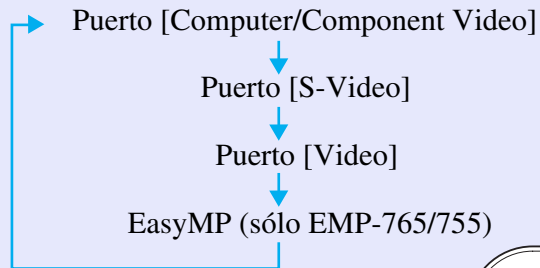 Puerto [Computer/Component Video]
Puerto [S-Video]
Puerto [Video]
EasyMP (sólo EMP-765/755)